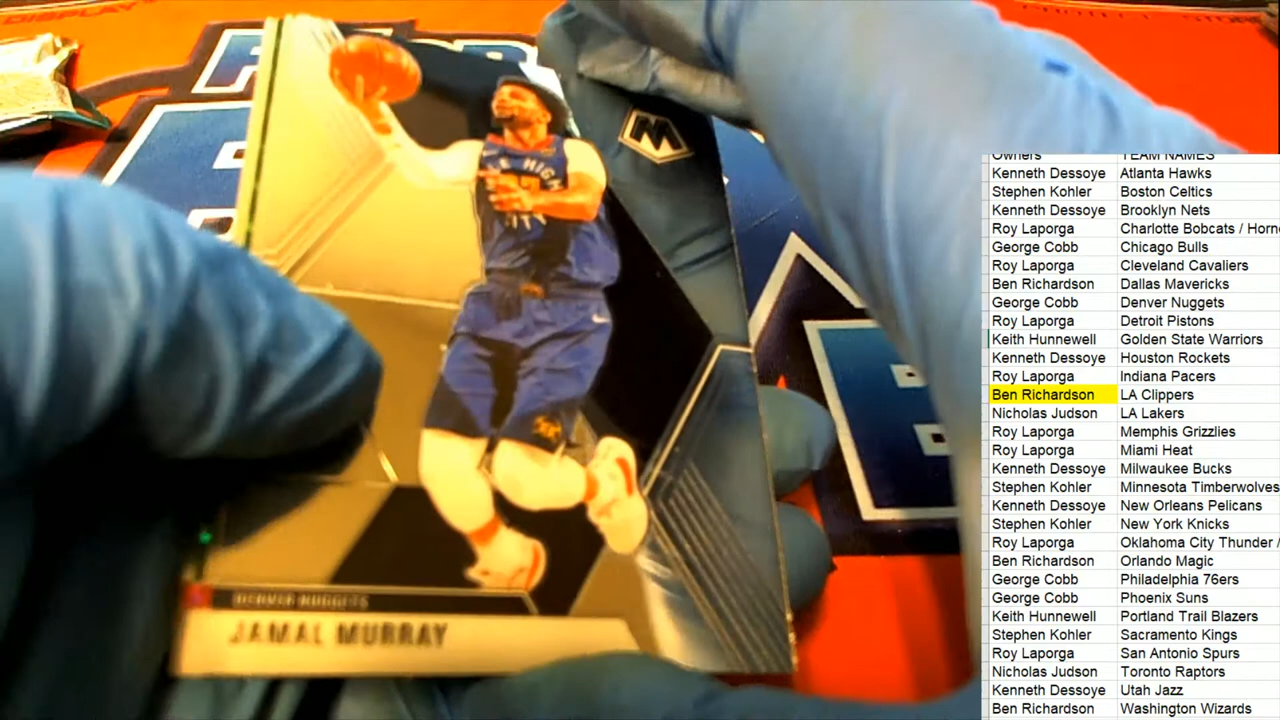 DISPLAY
M
MILE HIGH
CITY
DENVER NUGGETS
JAMAL MURRAY
Owners TEAM NAMES
Kenneth Dessoye Atlanta Hawks
Stephen Kohler Boston Celtics
Kenneth Dessoye Brooklyn Nets
Roy Laporga Charlotte Bobcats / Horn
George Cobb Chicago Bulls
Roy Laporga Cleveland Cavaliers
Ben Richardson Dallas Mavericks
George Cobb Denver Nuggets
Roy Laporga Detroit Pistons
Keith Hunnewell Golden State Warriors
Kenneth Dessoye Houston Rockets
Roy Laporga Indiana Pacers
Ben Richardson LA Clippers
Nicholas Judson LA Lakers
Roy Laporga Memphis Grizzlies
Roy Laporga Miami Heat
Kenneth Dessoye Milwaukee Bucks
Stephen Kohler Minnesota Timberwolves
Kenneth Dessoye New Orleans Pelicans
Stephen Kohler New York Knicks
Roy Laporga Oklahoma City Thunder /
Ben Richardson Orlando Magic
George Cobb Philadelphia 76ers
George Cobb Phoenix Suns
Keith Hunnewell Portland Trail Blazers
Stephen Kohler Sacramento Kings
Roy Laporga San Antonio Spurs
Nicholas Judson Toronto Raptors
Kenneth Dessoye Utah Jazz
Ben Richardson Washington Wizards